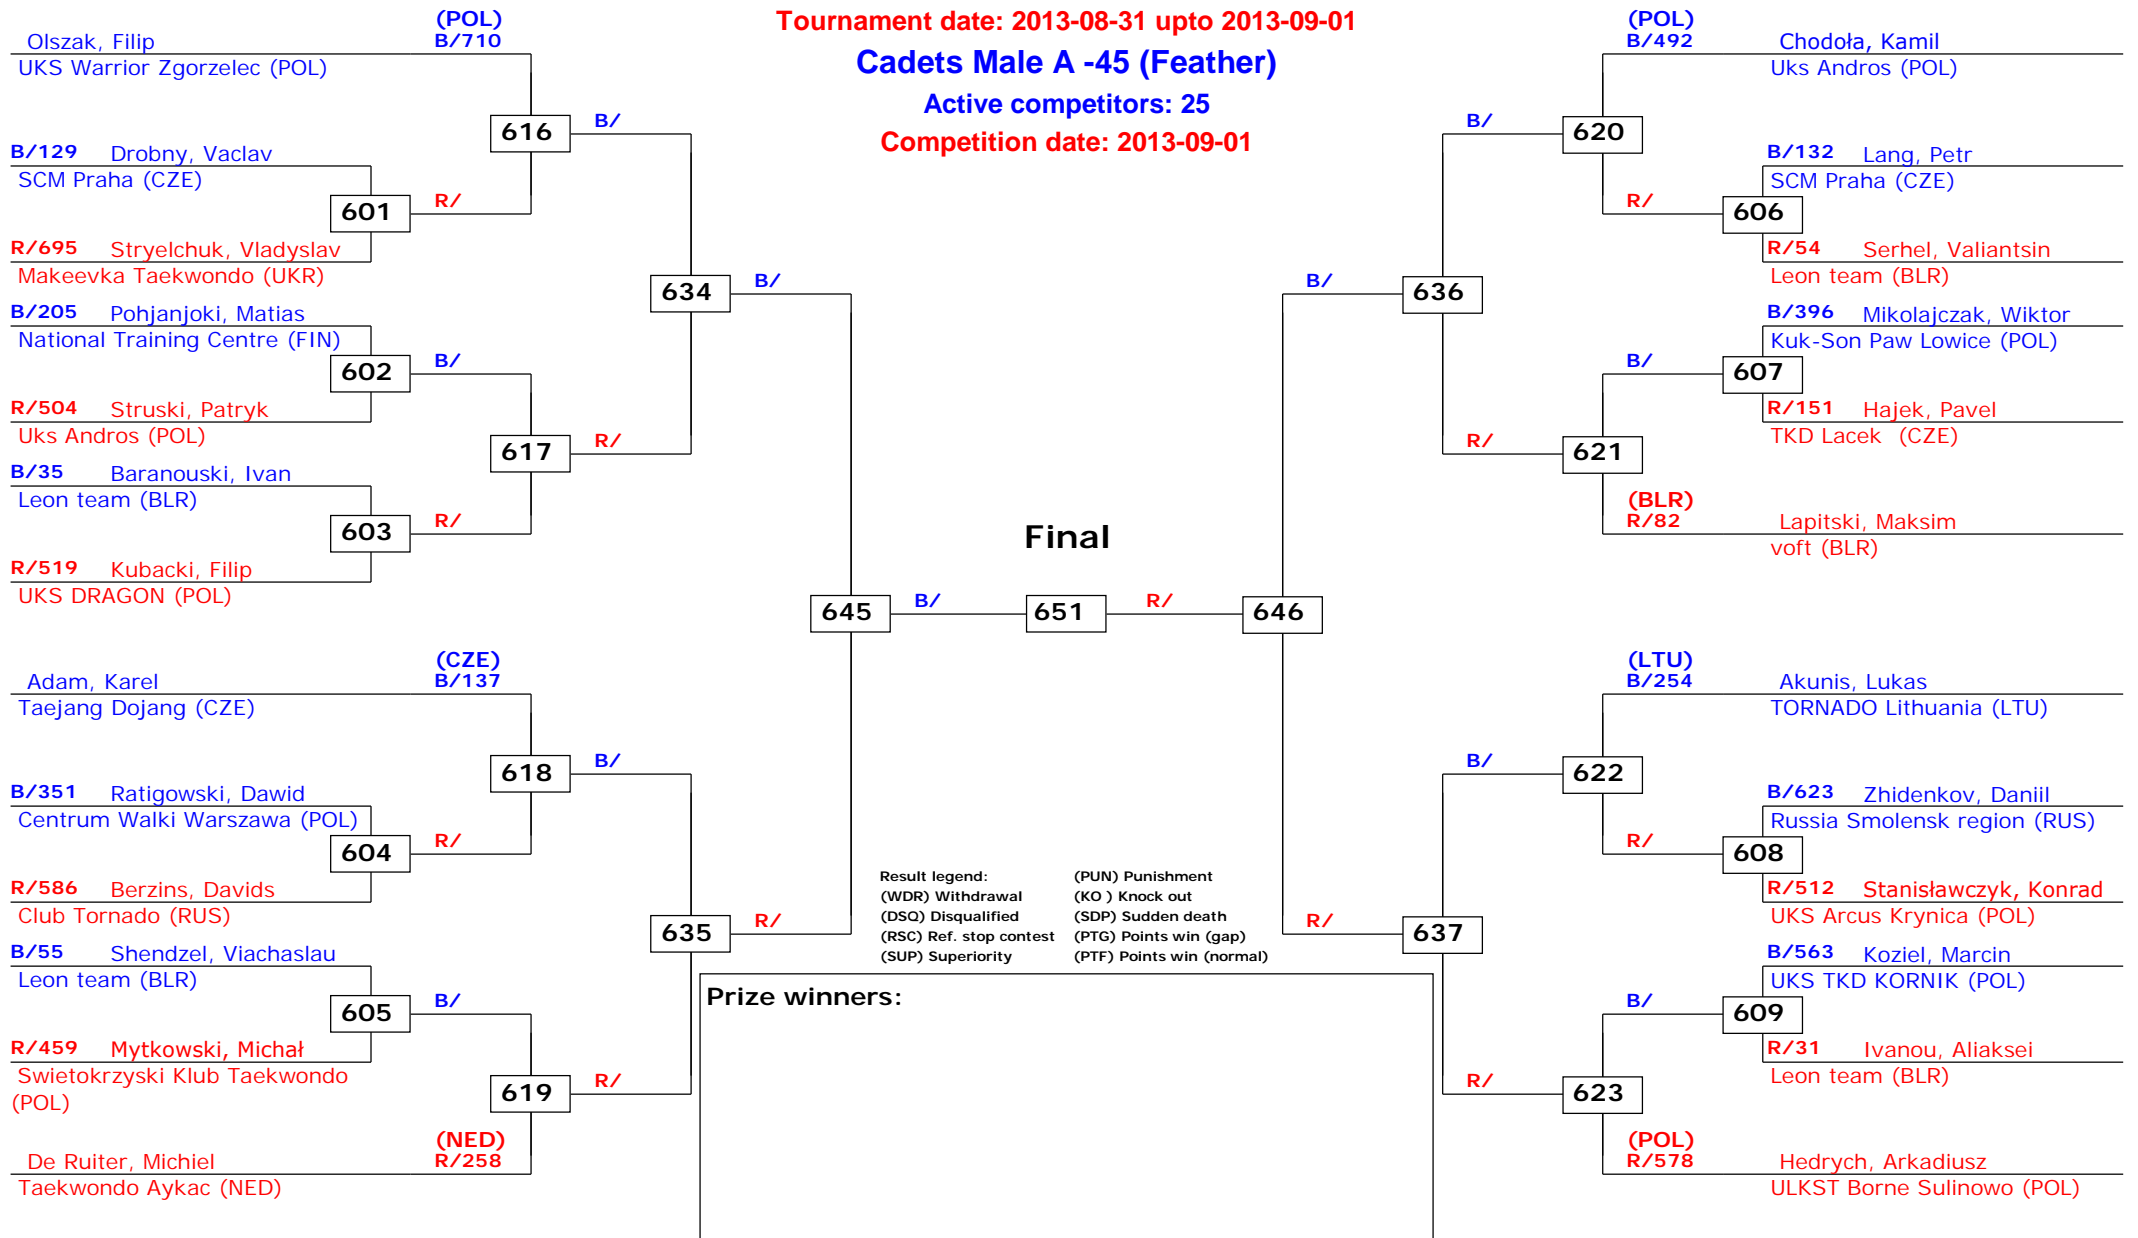 Tournament date: 2013-08-31 upto 2013-09-01
Cadets Male A -45 (Feather)
Active competitors: 25
Competition date: 2013-09-01
(POL)
Olszak, Filip B/710
UKS Warrior Zgorzelec (POL)
616 B/
B/129 Drobny, Vaclav
SCM Praha (CZE)
601 R/
R/695 Stryelchuk, Vladyslav
Makeevka Taekwondo (UKR)
634 B/
B/205 Pohjanjoki, Matias
National Training Centre (FIN)
602 B/
R/504 Struski, Patryk
Uks Andros (POL)
617 R/
B/35 Baranouski, Ivan
Leon team (BLR)
603 R/
R/519 Kubacki, Filip
UKS DRAGON (POL)
(CZE)
Adam, Karel B/137
Taejang Dojang (CZE)
618 B/
B/351 Ratigowski, Dawid
Centrum Walki Warszawa (POL)
604 R/
R/586 Berzins, Davids
Club Tornado (RUS)
635 R/
B/55 Shendzel, Viachaslau
Leon team (BLR)
605 B/
R/459 Mytkowski, Michał
Swietokrzyski Klub Taekwondo
(POL)
619 R/
(NED)
De Ruiter, Michiel R/258
Taekwondo Aykac (NED)
Final
645 B/ 651 R/ 646
(POL)
B/492 Chodoła, Kamil
Uks Andros (POL)
B/ 620
B/132 Lang, Petr
SCM Praha (CZE)
R/ 606
R/54 Serhel, Valiantsin
Leon team (BLR)
B/ 636
B/396 Mikolajczak, Wiktor
Kuk-Son Paw Lowice (POL)
B/ 607
R/151 Hajek, Pavel
TKD Lacek (CZE)
R/ 621
(BLR)
R/82 Lapitski, Maksim
voft (BLR)
(LTU)
B/254 Akunis, Lukas
TORNADO Lithuania (LTU)
B/ 622
B/623 Zhidenkov, Daniil
Russia Smolensk region (RUS)
R/ 608
R/512 Stanisławczyk, Konrad
UKS Arcus Krynica (POL)
R/ 637
B/563 Koziel, Marcin
UKS TKD KORNIK (POL)
B/ 609
R/31 Ivanou, Aliaksei
Leon team (BLR)
R/ 623
(POL)
R/578 Hedrych, Arkadiusz
ULKST Borne Sulinowo (POL)
Result legend: (PUN) Punishment
(WDR) Withdrawal (KO ) Knock out
(DSQ) Disqualified (SDP) Sudden death
(RSC) Ref. stop contest (PTG) Points win (gap)
(SUP) Superiority (PTF) Points win (normal)
Prize winners: